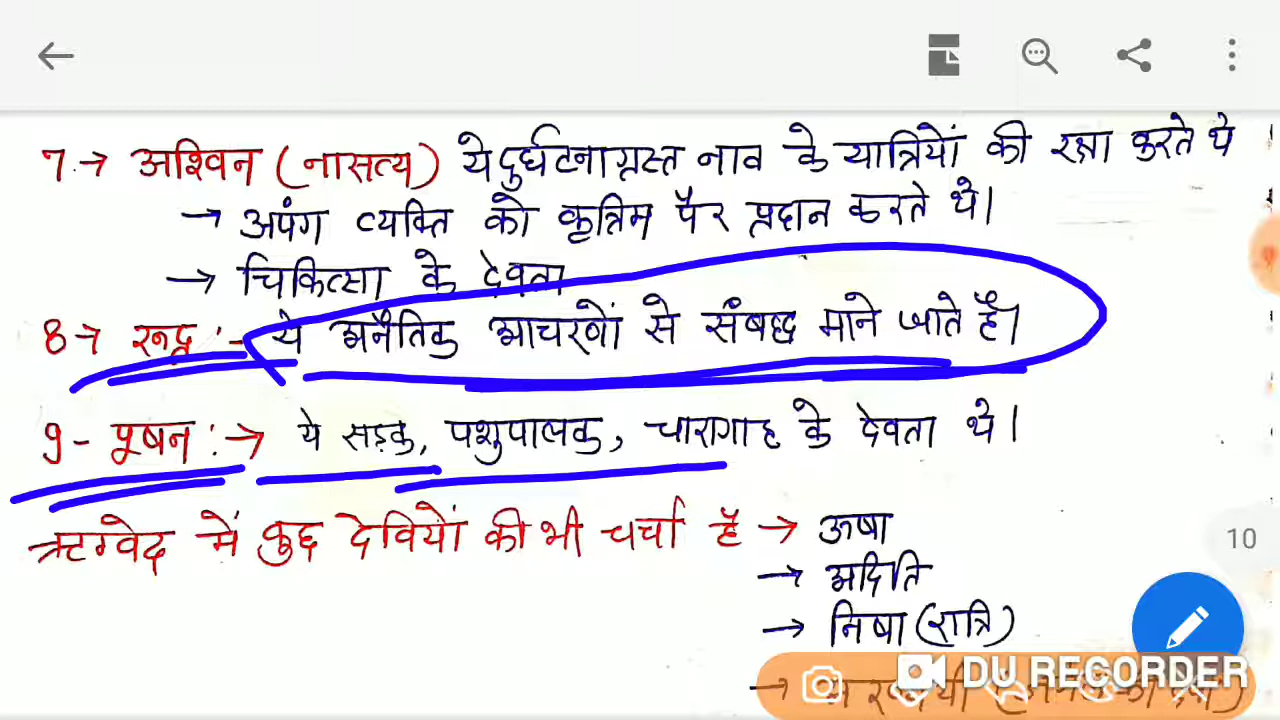 7 → अश्विन (नासत्य) ये दुर्घटनाग्रस्त नाव के यात्रियों की रक्षा करते थे
→ अपंग व्यक्ति को कृत्रिम पैर प्रदान करते थे।
→ चिकित्सा के देवता
8 → रूद्र :- ये अनैतिक आचरणों से संबद्ध माने जाते हैं।
9 - पूषन :→ ये सड़क, पशुपालक, चारागाह के देवता थे।
ऋग्वेद में कुछ देवियों की भी चर्चा है → ऊषा
10
→ अदिति
→ निषा (रात्रि)
DU RECORDER